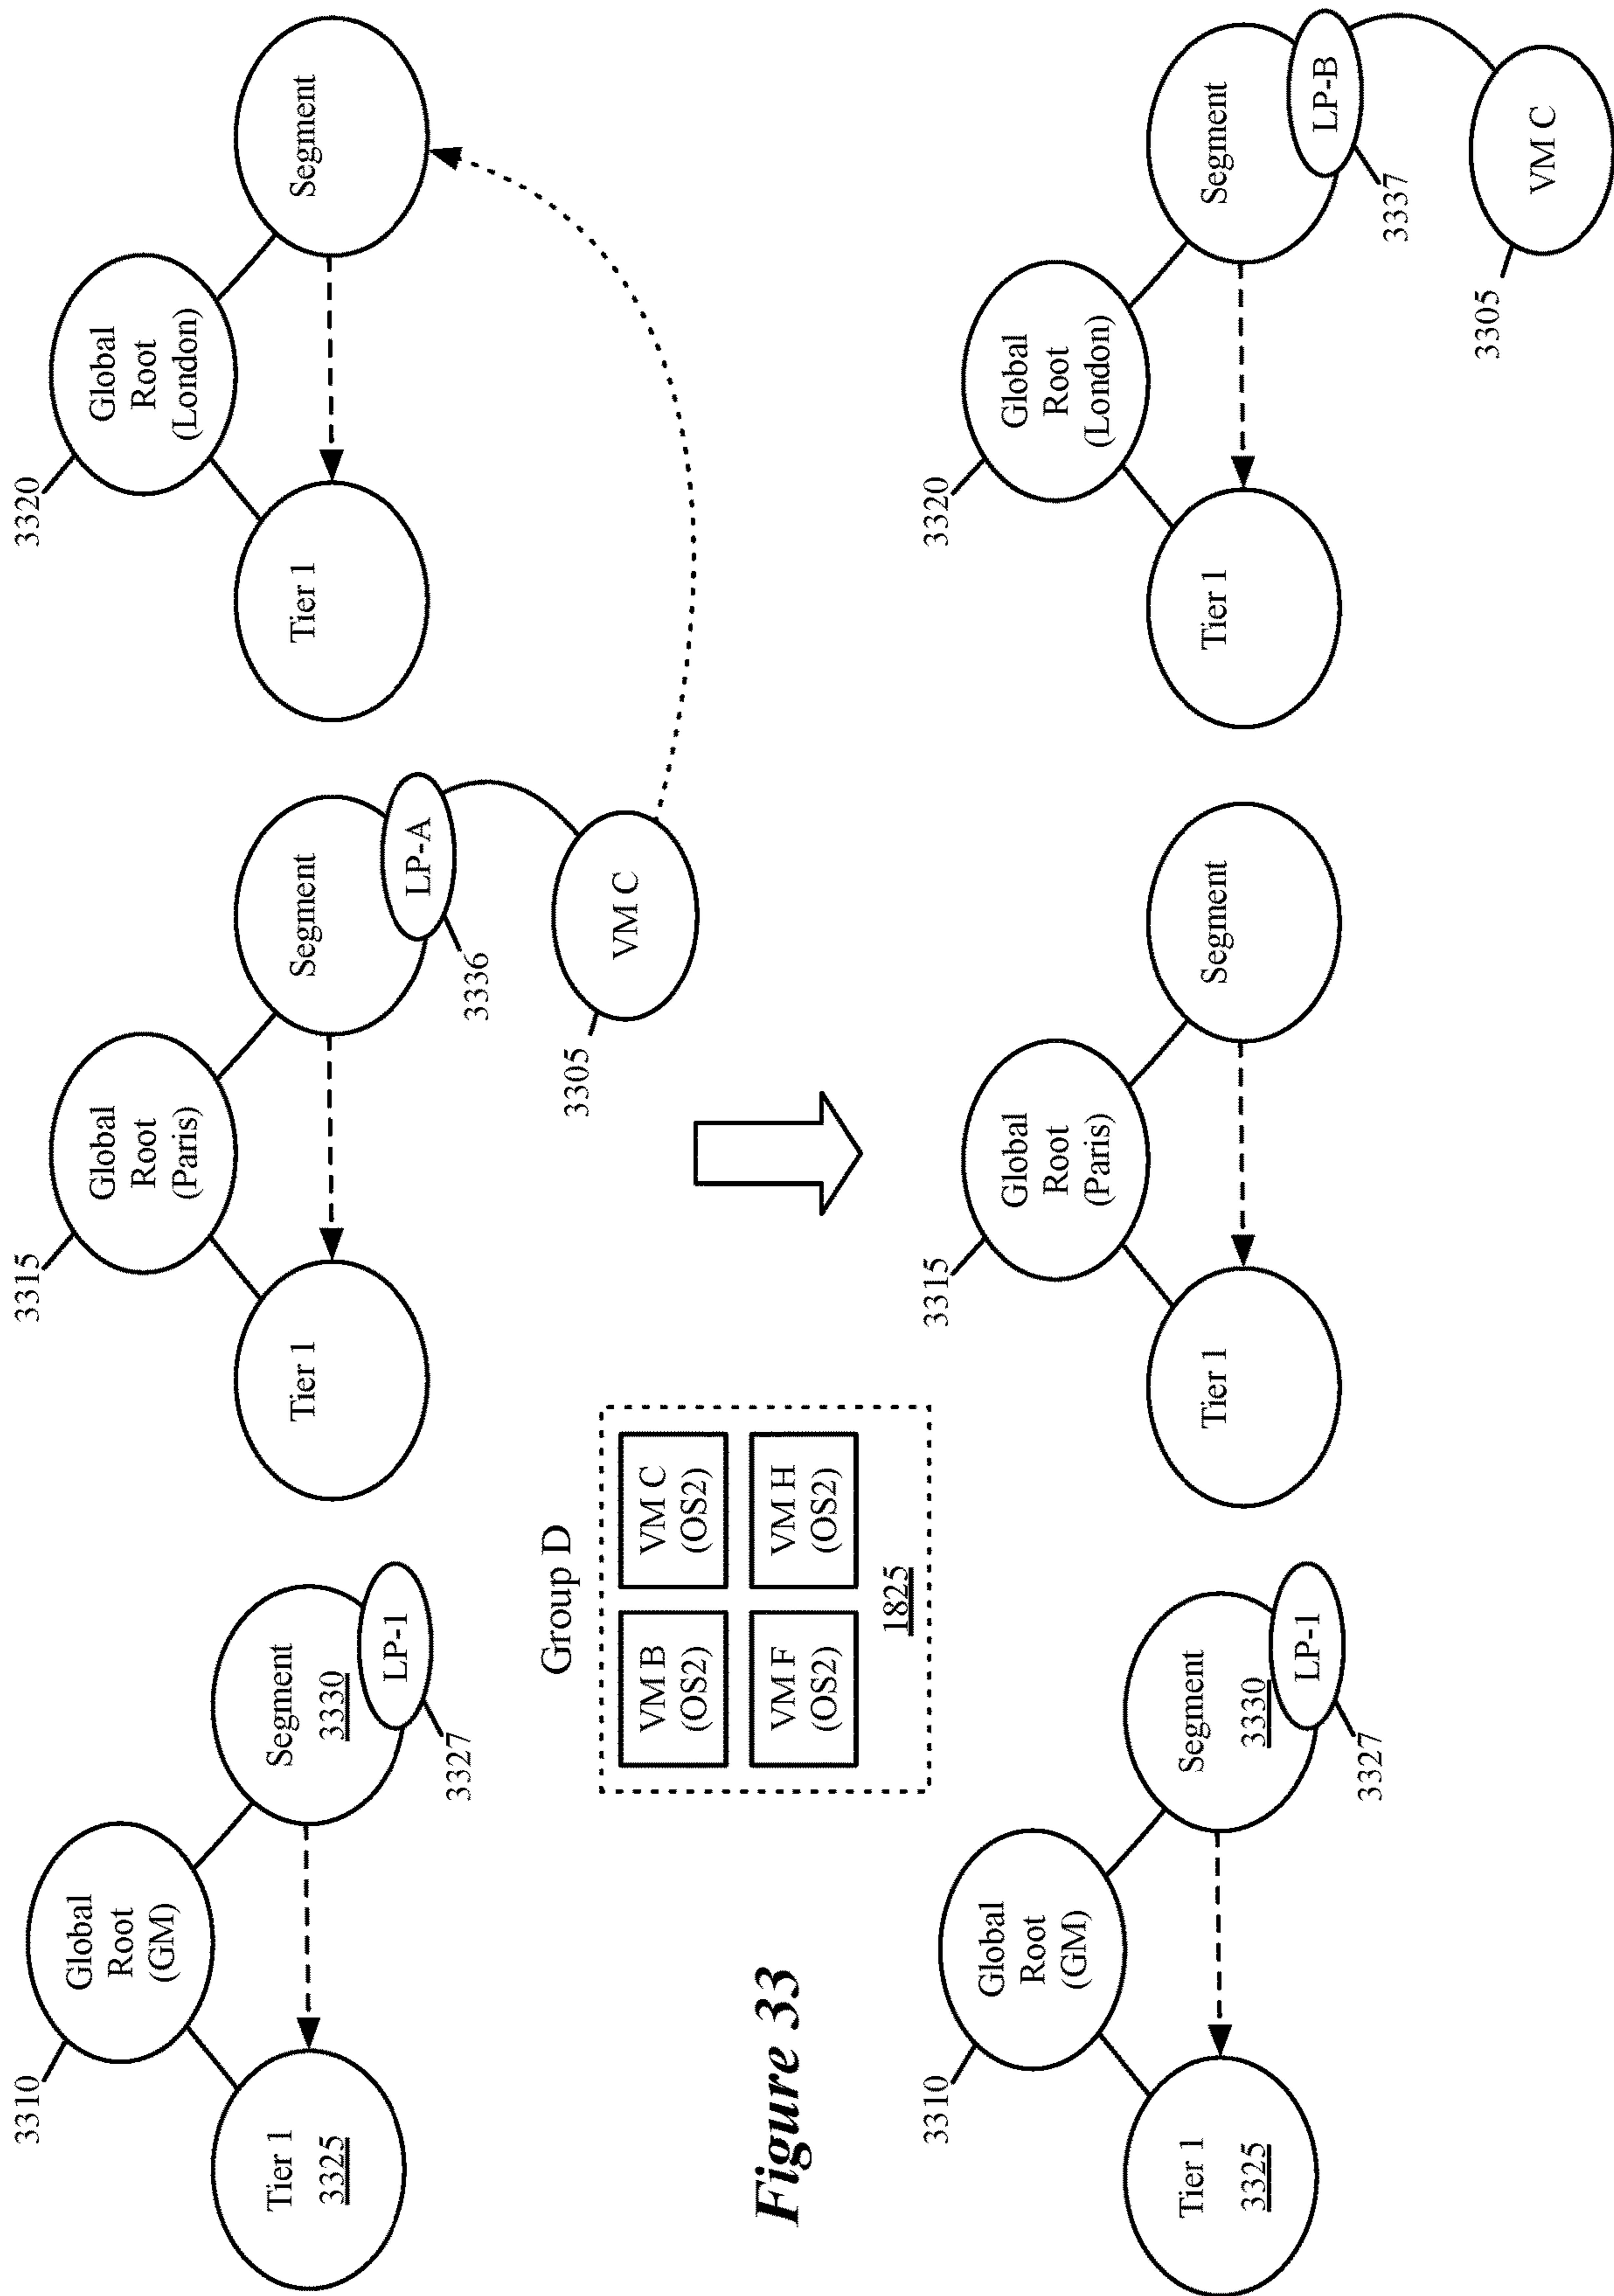 3310
Global
Root
(GM)
Tier 1
3325
Segment
3330
LP-1
3327
3315
Global
Root
(Paris)
Tier 1
Segment
LP-A
3336
VM C
3305
3320
Global
Root
(London)
Tier 1
Segment
Group D
VM B
(OS2)
VM C
(OS2)
VM F
(OS2)
VM H
(OS2)
1825
Figure 33
3310
Global
Root
(GM)
Tier 1
3325
Segment
3330
LP-1
3327
3315
Global
Root
(Paris)
Tier 1
Segment
3320
Global
Root
(London)
Tier 1
Segment
LP-B
3337
VM C
3305